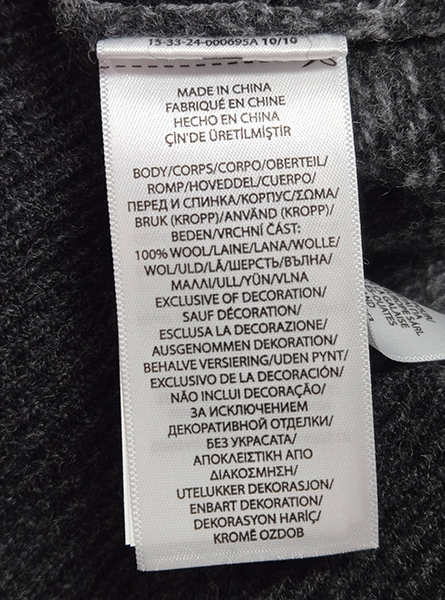 15-33-24-000695A 10/10
MADE IN CHINA
FABRIQUÉ EN CHINE
HECHO EN CHINA
ÇİN'DE ÜRETİLMİŞTİR
BODY/CORPS/CORPO/OBERTEIL/
ROMP/HOVEDDEL/CUERPO/
ПЕРЕД И СПИНКА/КОРПУС/ΣΩΜΑ/
BRUK (KROPP)/ANVÄND (KROPP)/
BEDEN/VRCHNÍ ČÁST:
100% WOOL/LAINE/LANA/WOLLE/
WOL/ULD/LÃ/ШЕРСТЬ/ВЪЛНА/
ΜΑΛΛΙ/ULL/YÜN/VLNA
EXCLUSIVE OF DECORATION/
SAUF DÉCORATION/
ESCLUSA LA DECORAZIONE/
AUSGENOMMEN DEKORATION/
BEHALVE VERSIERING/UDEN PYNT/
EXCLUSIVO DE LA DECORACIÓN/
NÃO INCLUI DECORAÇÃO/
ЗА ИСКЛЮЧЕНИЕМ
ДЕКОРАТИВНОЙ ОТДЕЛКИ/
БЕЗ УКРАСАТА/
ΑΠΟΚΛΕΙΣΤΙΚΗ ΑΠΟ
ΔΙΑΚΟΣΜΗΣΗ/
UTELUKKER DEKORASJON/
ENBART DEKORATION/
DEKORASYON HARİÇ/
KROMĚ OZDOB